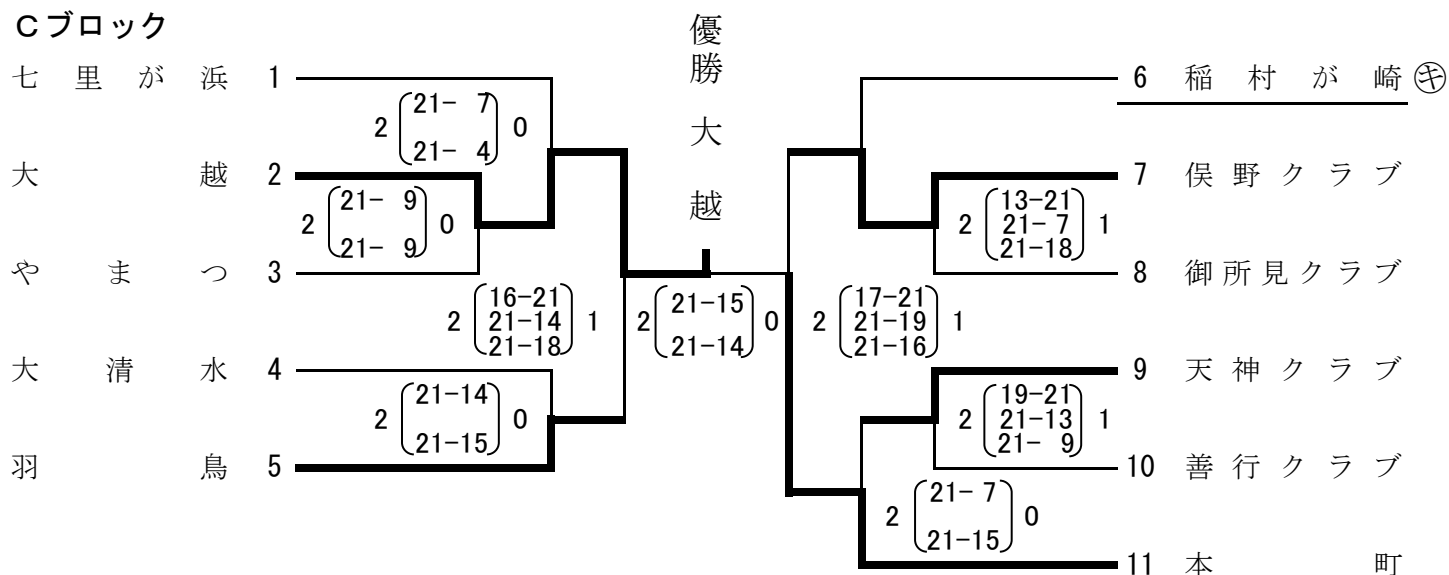 Cブロック
優勝 大越
七里が浜 1
2 (21- 7 21- 4) 0
大越 2
2 (21- 9 21- 9) 0
やまつ 3
2 (16-21 21-14 21-18) 1
大清水 4
2 (21-14 21-15) 0
羽鳥 5
2 (21-15 21-14) 0
6 稲村が崎 ㋖
7 俣野クラブ
2 (13-21 21- 7 21-18) 1
8 御所見クラブ
2 (17-21 21-19 21-16) 1
9 天神クラブ
2 (19-21 21-13 21- 9) 1
10 善行クラブ
2 (21- 7 21-15) 0
11 本町